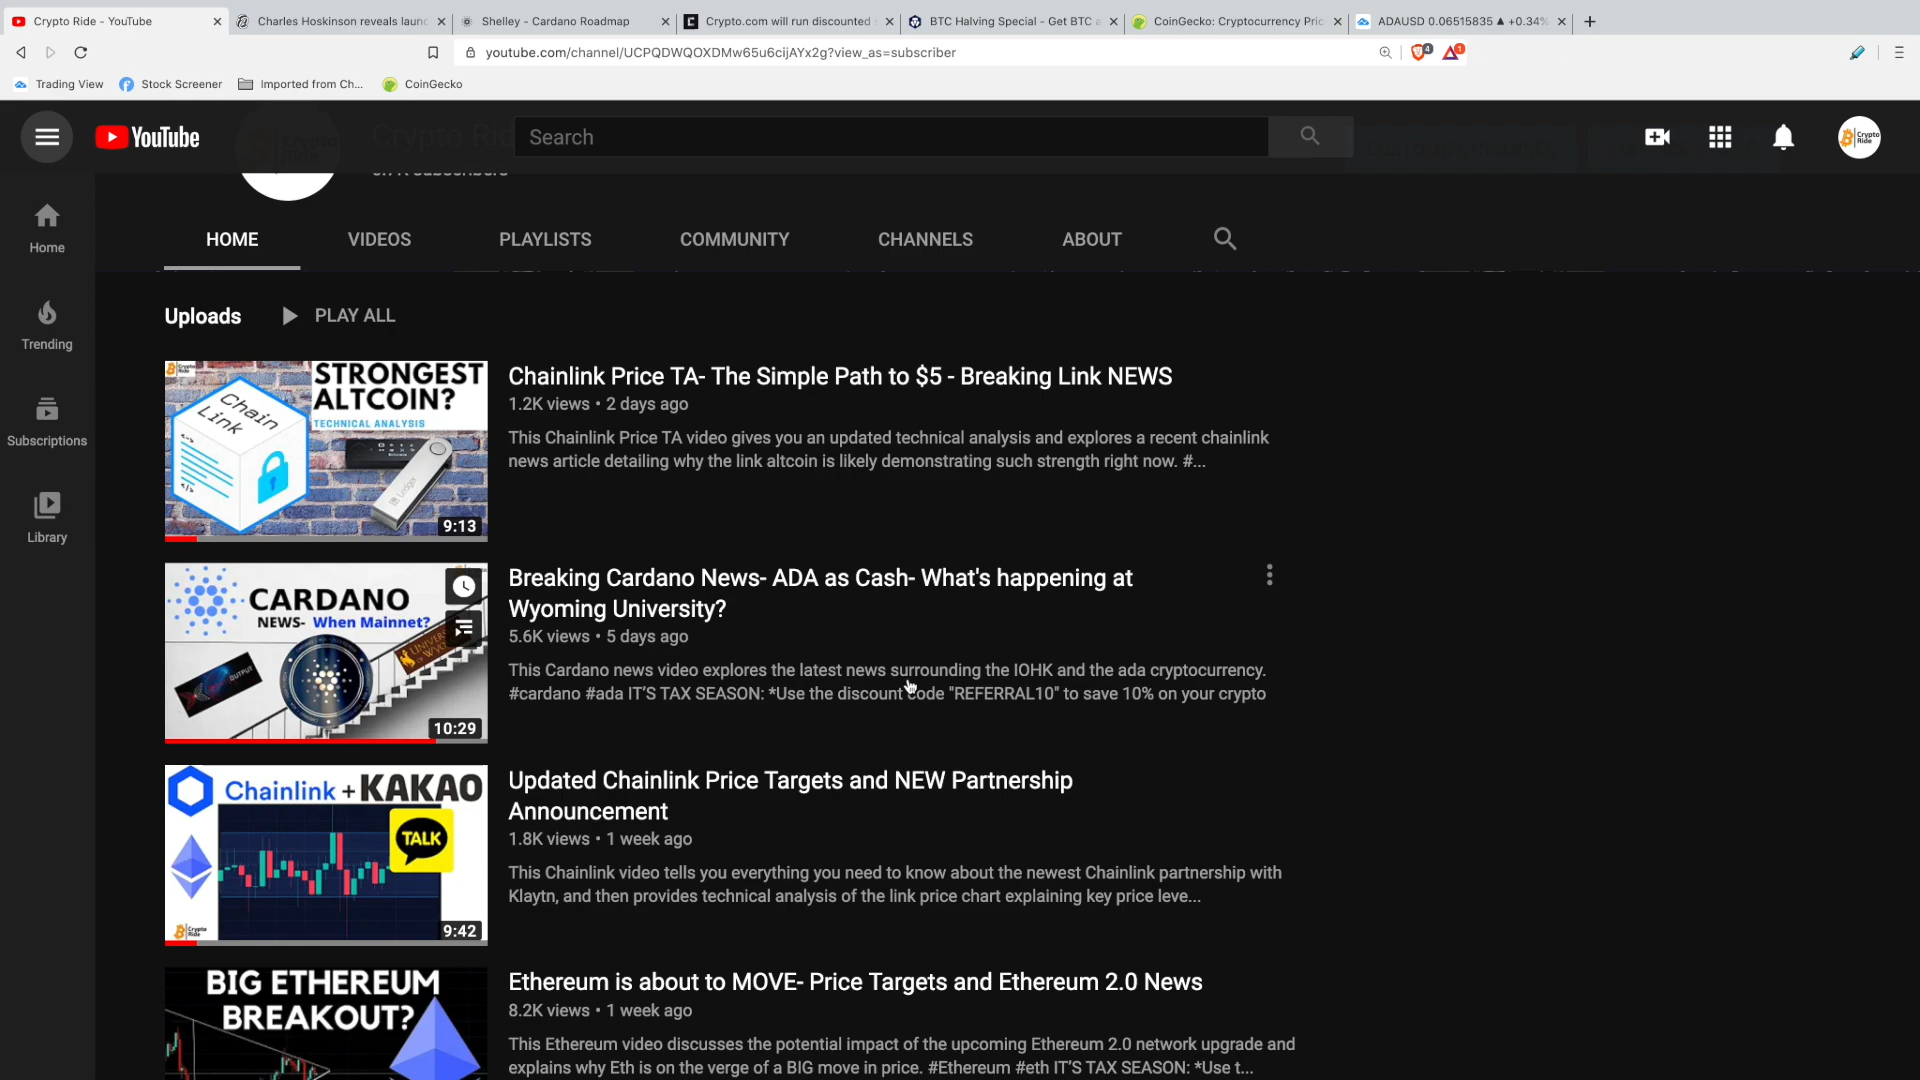 Crypto Ride - YouTube
Charles Hoskinson reveals launc
Shelley - Cardano Roadmap
Crypto.com will run discounted
BTC Halving Special - Get BTC a
CoinGecko: Cryptocurrency Pric
ADAUSD 0.06515835 ▲ +0.34%
youtube.com/channel/UCPQDWQOXDMw65u6cijAYx2g?view_as=subscriber
4
1
Trading View
Stock Screener
Imported from Ch...
CoinGecko
YouTube
Crypto Rid
Search
Crypto Ride
Home
Trending
Subscriptions
Library
HOME
VIDEOS
PLAYLISTS
COMMUNITY
CHANNELS
ABOUT
Uploads
PLAY ALL
Crypto Ride
STRONGEST
ALTCOIN?
TECHNICAL ANALYSIS
Chain
Link
Ledger
9:13
Chainlink Price TA- The Simple Path to $5 - Breaking Link NEWS
1.2K views • 2 days ago
This Chainlink Price TA video gives you an updated technical analysis and explores a recent chainlink
news article detailing why the link altcoin is likely demonstrating such strength right now. #...
CARDANO
NEWS- When Mainnet?
OUTPUT
10:29
Breaking Cardano News- ADA as Cash- What's happening at
Wyoming University?
5.6K views • 5 days ago
This Cardano news video explores the latest news surrounding the IOHK and the ada cryptocurrency.
#cardano #ada IT'S TAX SEASON: *Use the discount code "REFERRAL10" to save 10% on your crypto
Chainlink + KAKAO
TALK
Crypto Ride
9:42
Updated Chainlink Price Targets and NEW Partnership
Announcement
1.8K views • 1 week ago
This Chainlink video tells you everything you need to know about the newest Chainlink partnership with
Klaytn, and then provides technical analysis of the link price chart explaining key price leve...
BIG ETHEREUM
BREAKOUT?
Ethereum is about to MOVE- Price Targets and Ethereum 2.0 News
8.2K views • 1 week ago
This Ethereum video discusses the potential impact of the upcoming Ethereum 2.0 network upgrade and
explains why Eth is on the verge of a BIG move in price. #Ethereum #eth IT'S TAX SEASON: *Use t...